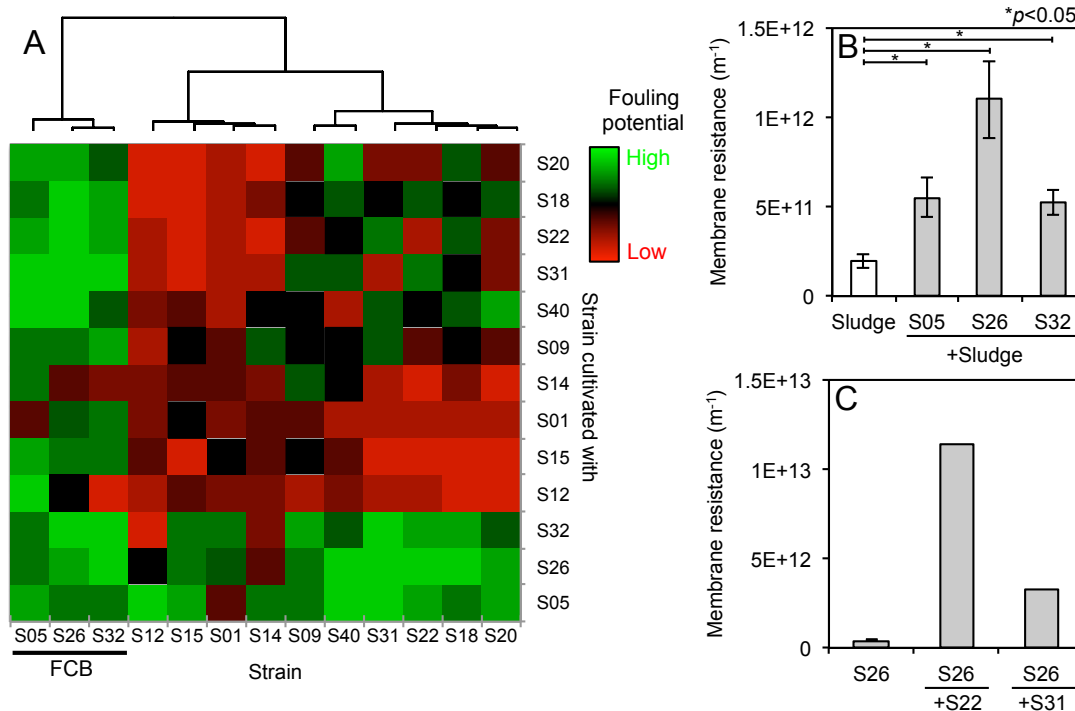 A
Fouling
potential
High
Low
S20
S18
S22
S31
S40
S09
S14
S01
S15
S12
S32
S26
S05
Strain cultivated with
S05 S26 S32 S12 S15 S01 S14 S09 S40 S31 S22 S18 S20
FCB
Strain
B
*p<0.05
Membrane resistance (m-1)
1.5E+12
1E+12
5E+11
0
*
*
*
Sludge S05 S26 S32
+Sludge
C
Membrane resistance (m-1)
1.5E+13
1E+13
5E+12
0
S26 S26 S26
+S22 +S31